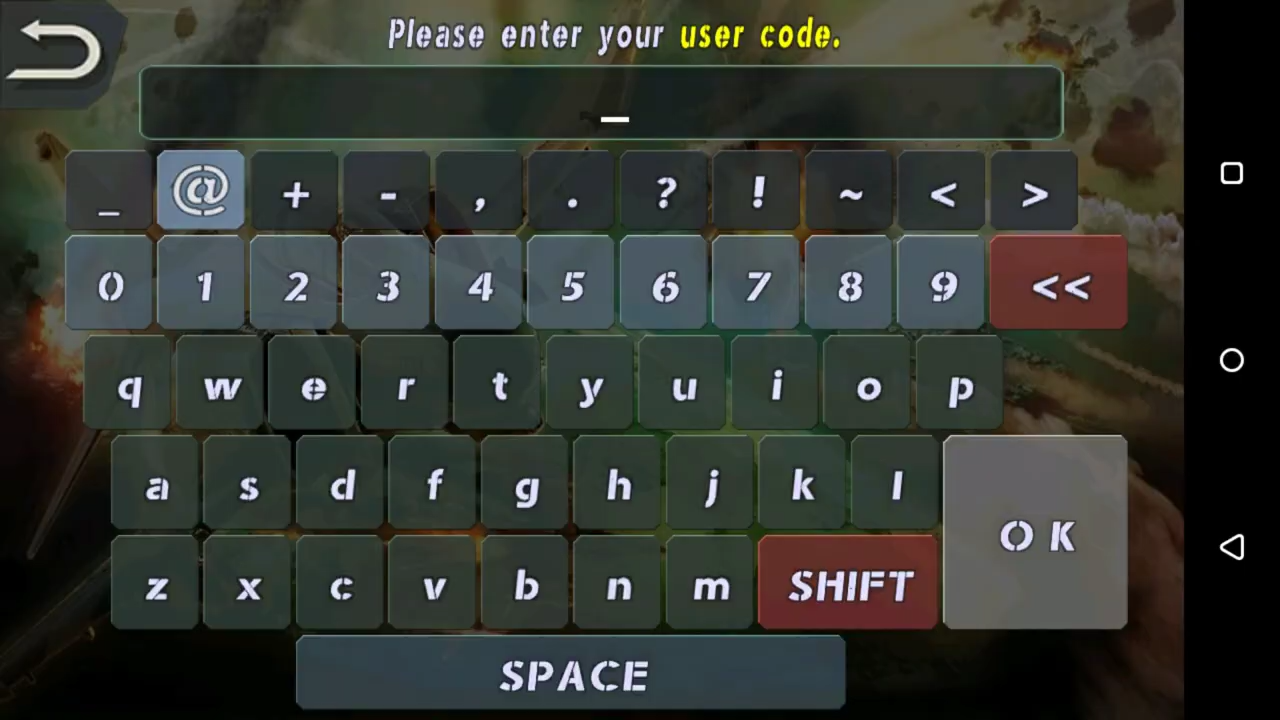 Please enter your user code.
_
_ @ + - , . ? ! ~ < >
0 1 2 3 4 5 6 7 8 9 <<
q w e r t y u i o p
a s d f g h j k l
OK
z x c v b n m SHIFT
SPACE